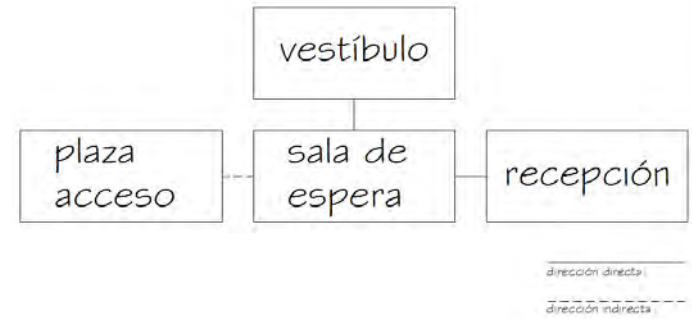 vestíbulo
plaza
acceso
sala de
espera
recepción
dirección directa
dirección indirecta